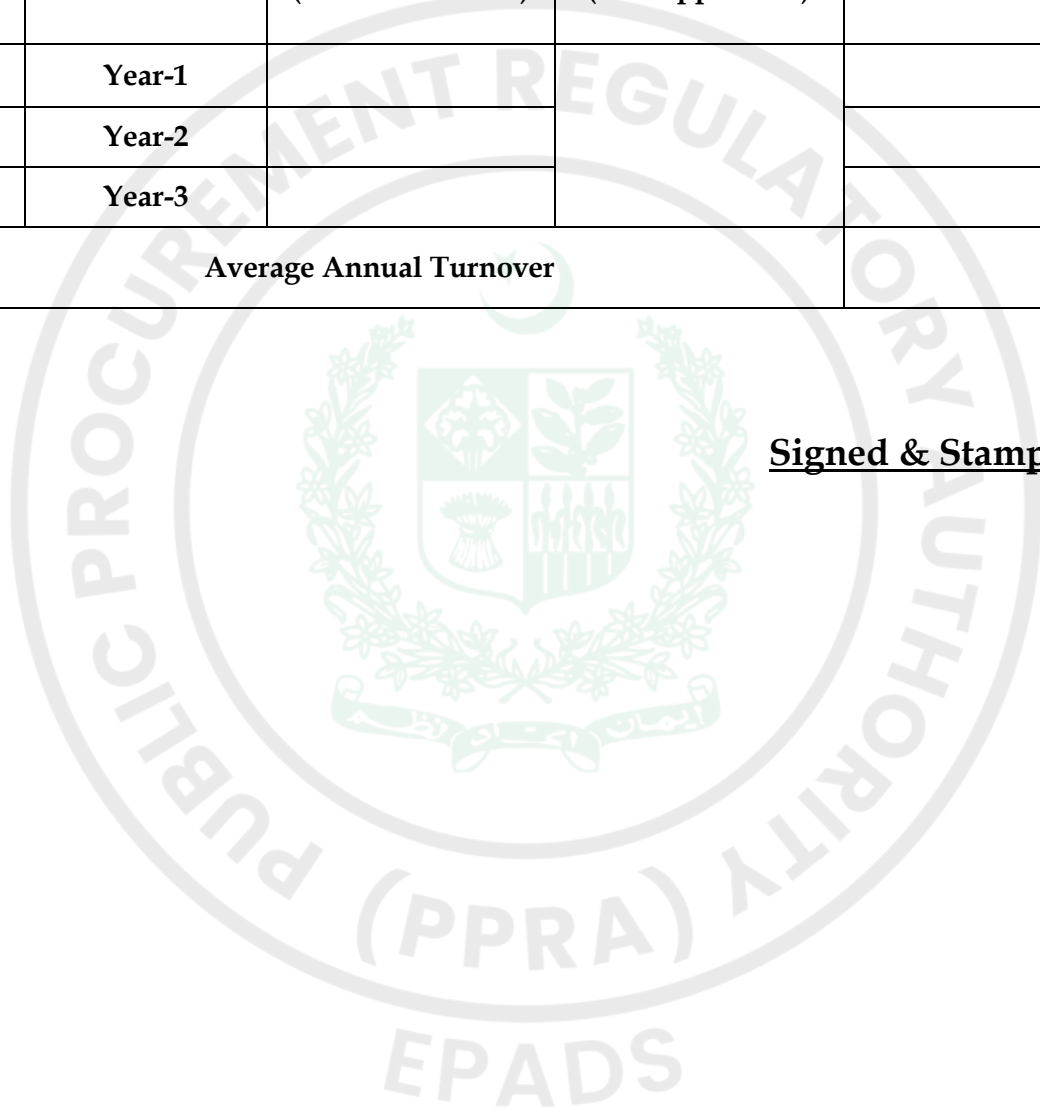 Year-1
Year-2
Year-3
Average Annual Turnover
Signed & Stamp
PUBLIC PROCUREMENT REGULATORY AUTHORITY
(PPRA)
EPADS